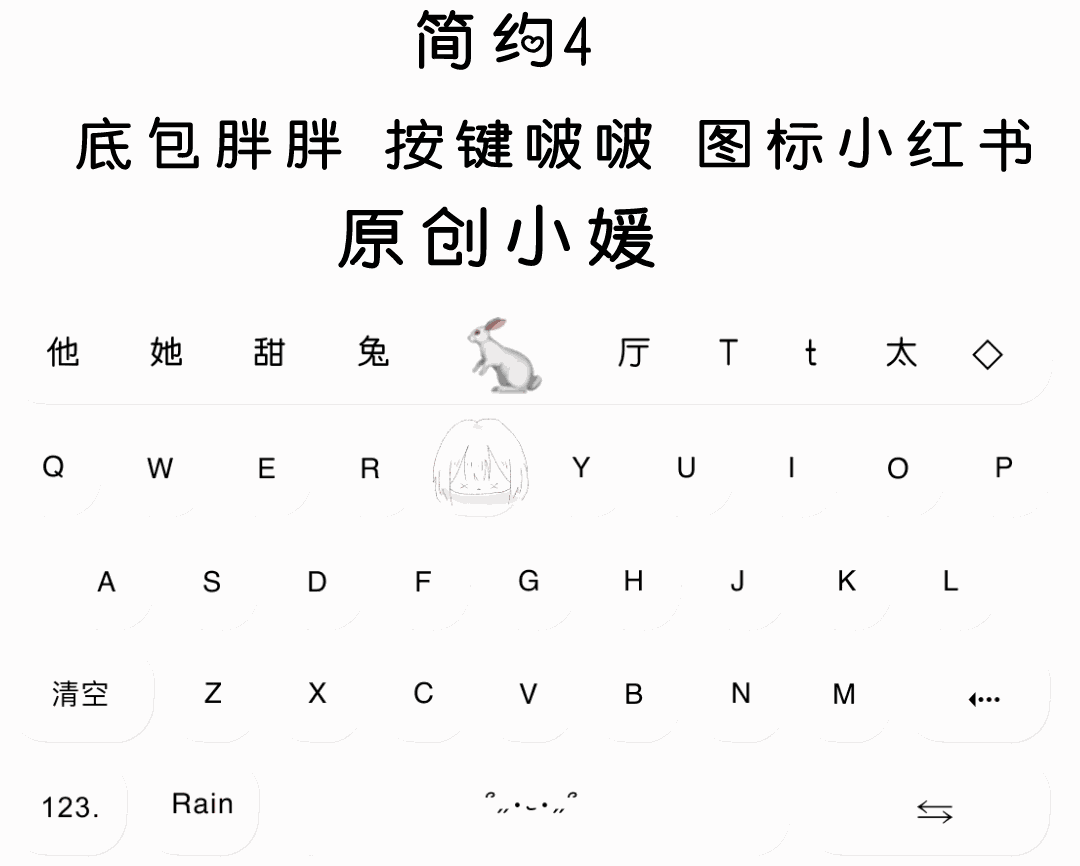 简约4
底包胖胖 按键啵啵 图标小红书
原创小媛
他 她 甜 兔 厅 T t 太 ◇
Q W E R Y U I O P
A S D F G H J K L
清空 Z X C V B N M
123. Rain ՞˶･֊･˶՞ ⇆